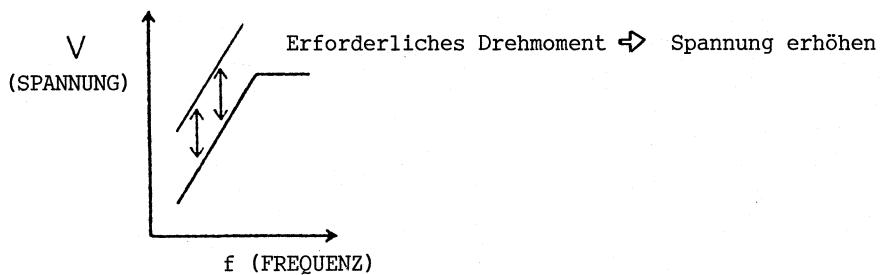 V
(SPANNUNG)
Erforderliches Drehmoment ➪ Spannung erhöhen
f (FREQUENZ)